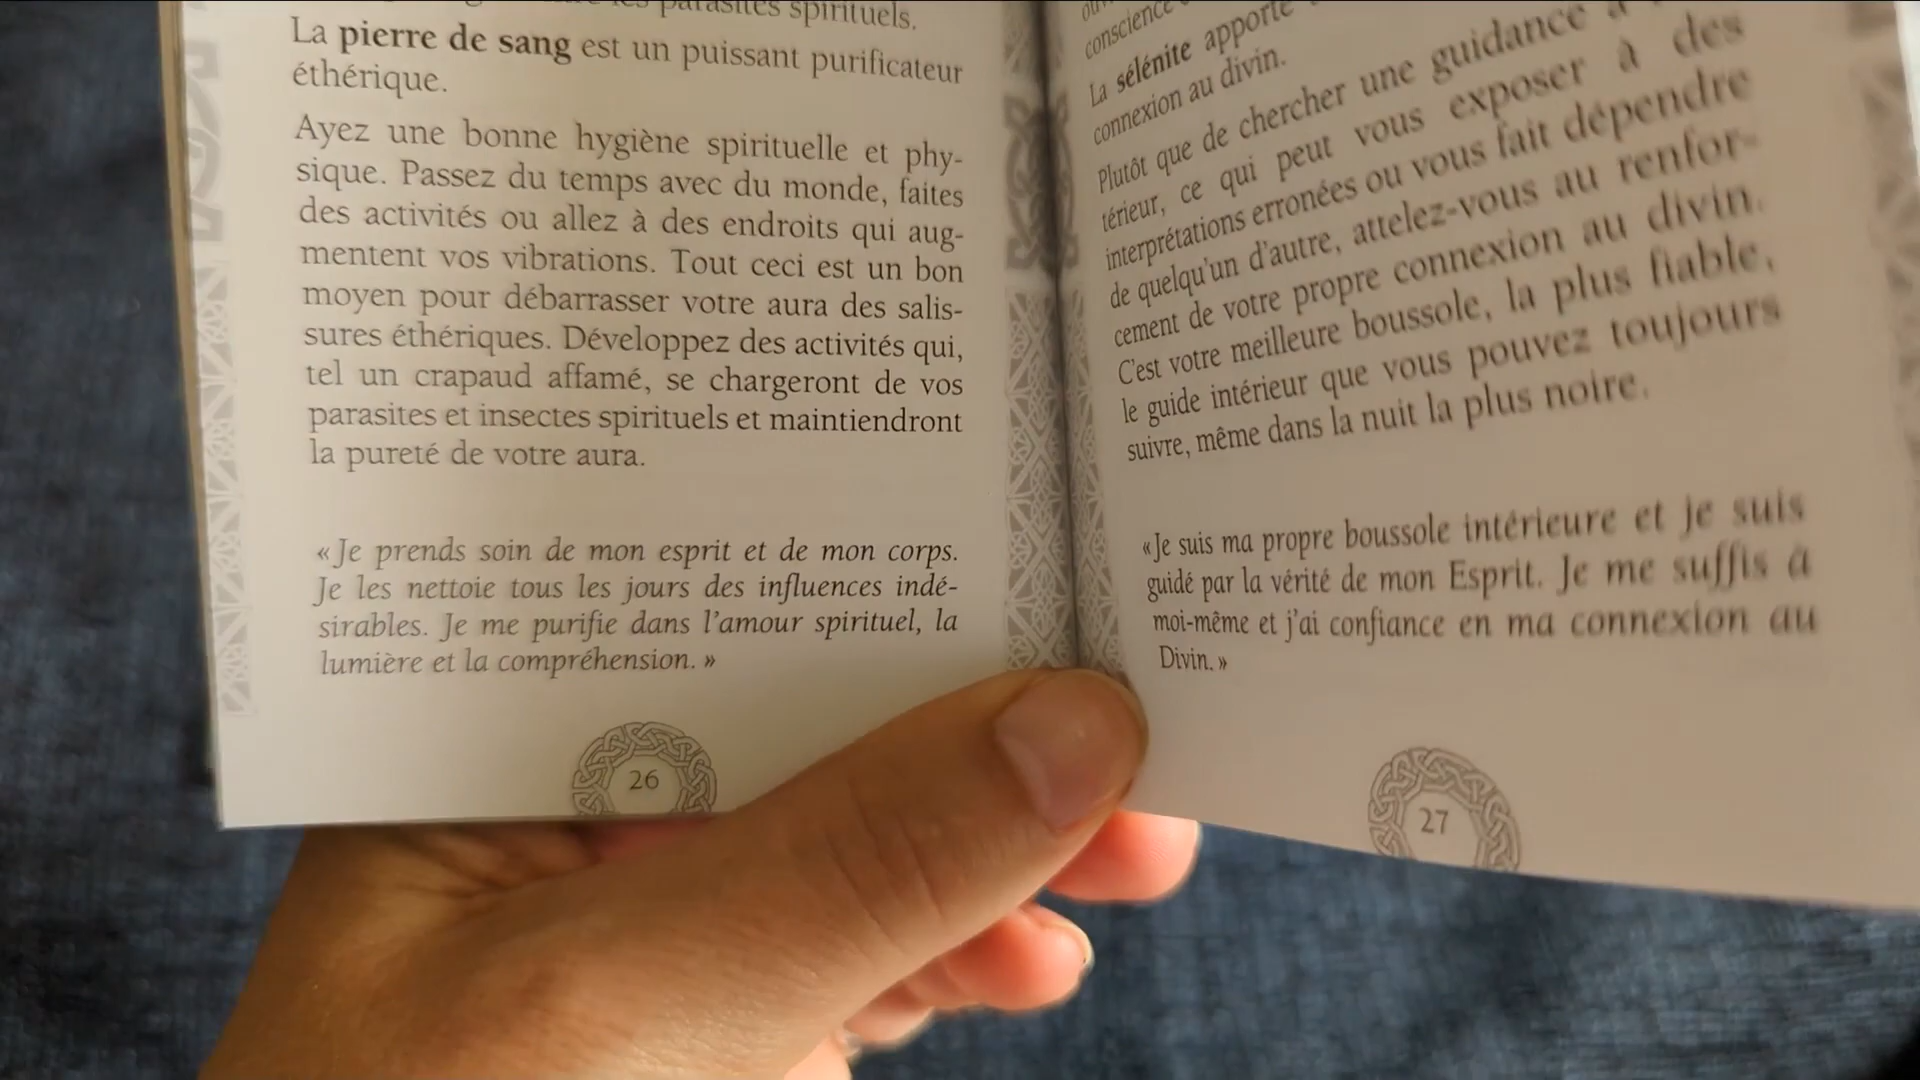 parasites spirituels.
La pierre de sang est un puissant purificateur
éthérique.
Ayez une bonne hygiène spirituelle et phy-
sique. Passez du temps avec du monde, faites
des activités ou allez à des endroits qui aug-
mentent vos vibrations. Tout ceci est un bon
moyen pour débarrasser votre aura des salis-
sures éthériques. Développez des activités qui,
tel un crapaud affamé, se chargeront de vos
parasites et insectes spirituels et maintiendront
la pureté de votre aura.
« Je prends soin de mon esprit et de mon corps.
Je les nettoie tous les jours des influences indé-
sirables. Je me purifie dans l'amour spirituel, la
lumière et la compréhension. »
26
conscience
La sélénite apporte
connexion au divin.
Plutôt que de chercher une guidance à
térieur, ce qui peut vous exposer à des
interprétations erronées ou vous fait dépendre
de quelqu'un d'autre, attelez-vous au renfor-
cement de votre propre connexion au divin.
C'est votre meilleure boussole, la plus fiable,
le guide intérieur que vous pouvez toujours
suivre, même dans la nuit la plus noire.
«Je suis ma propre boussole intérieure et je suis
guidé par la vérité de mon Esprit. Je me suffis à
moi-même et j'ai confiance en ma connexion au
Divin. »
27